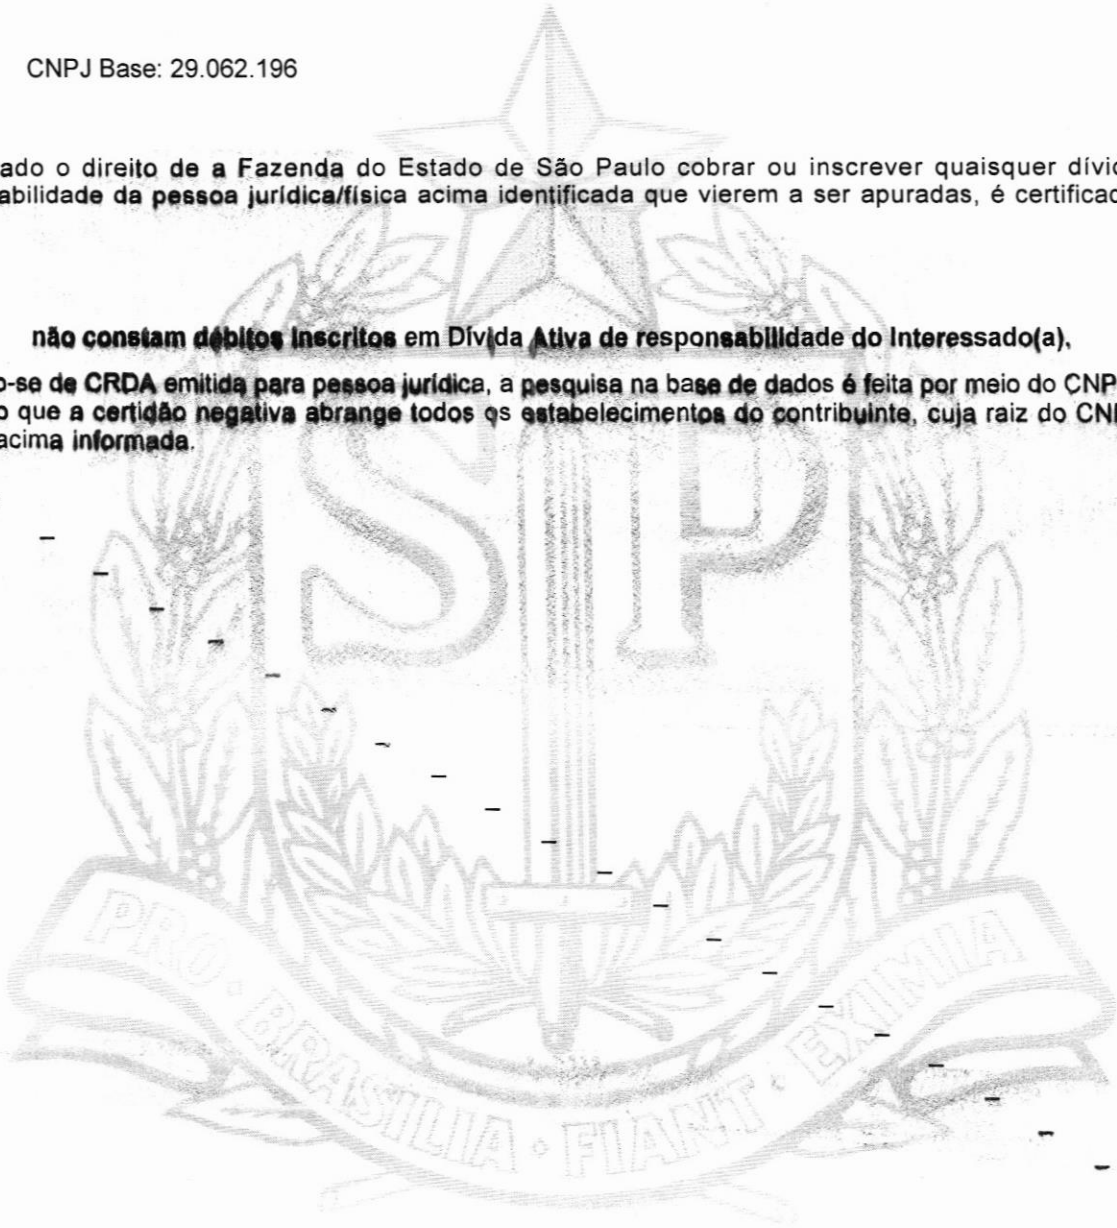 CNPJ Base: 29.062.196
ado o direito de a Fazenda do Estado de São Paulo cobrar ou inscrever quaisquer dívid
abilidade da pessoa jurídica/física acima identificada que vierem a ser apuradas, é certificad
não constam débitos inscritos em Dívida Ativa de responsabilidade do Interessado(a).
o-se de CRDA emitida para pessoa jurídica, a pesquisa na base de dados é feita por meio do CNP
o que a certidão negativa abrange todos os estabelecimentos do contribuinte, cuja raiz do CNP
acima informada.
SP
PRO · BRASILIA · FIANT · EXIMIA